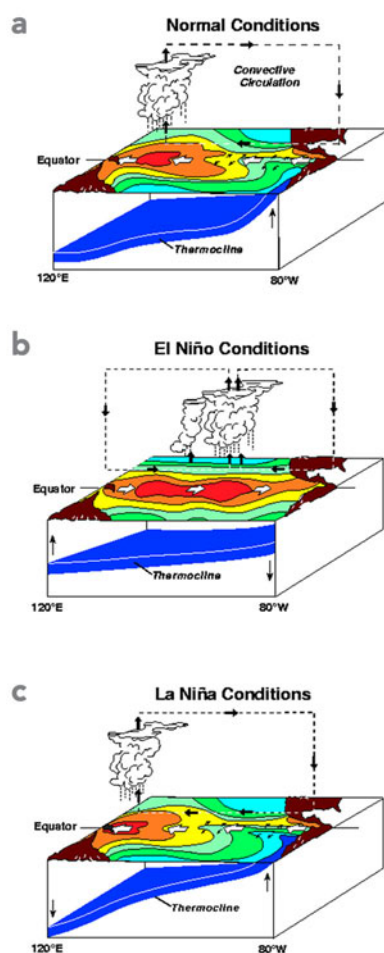 a
Normal Conditions
Convective
Circulation
Equator
Thermocline
120°E
80°W
b
El Niño Conditions
Equator
Thermocline
120°E
80°W
c
La Niña Conditions
Equator
Thermocline
120°E
80°W